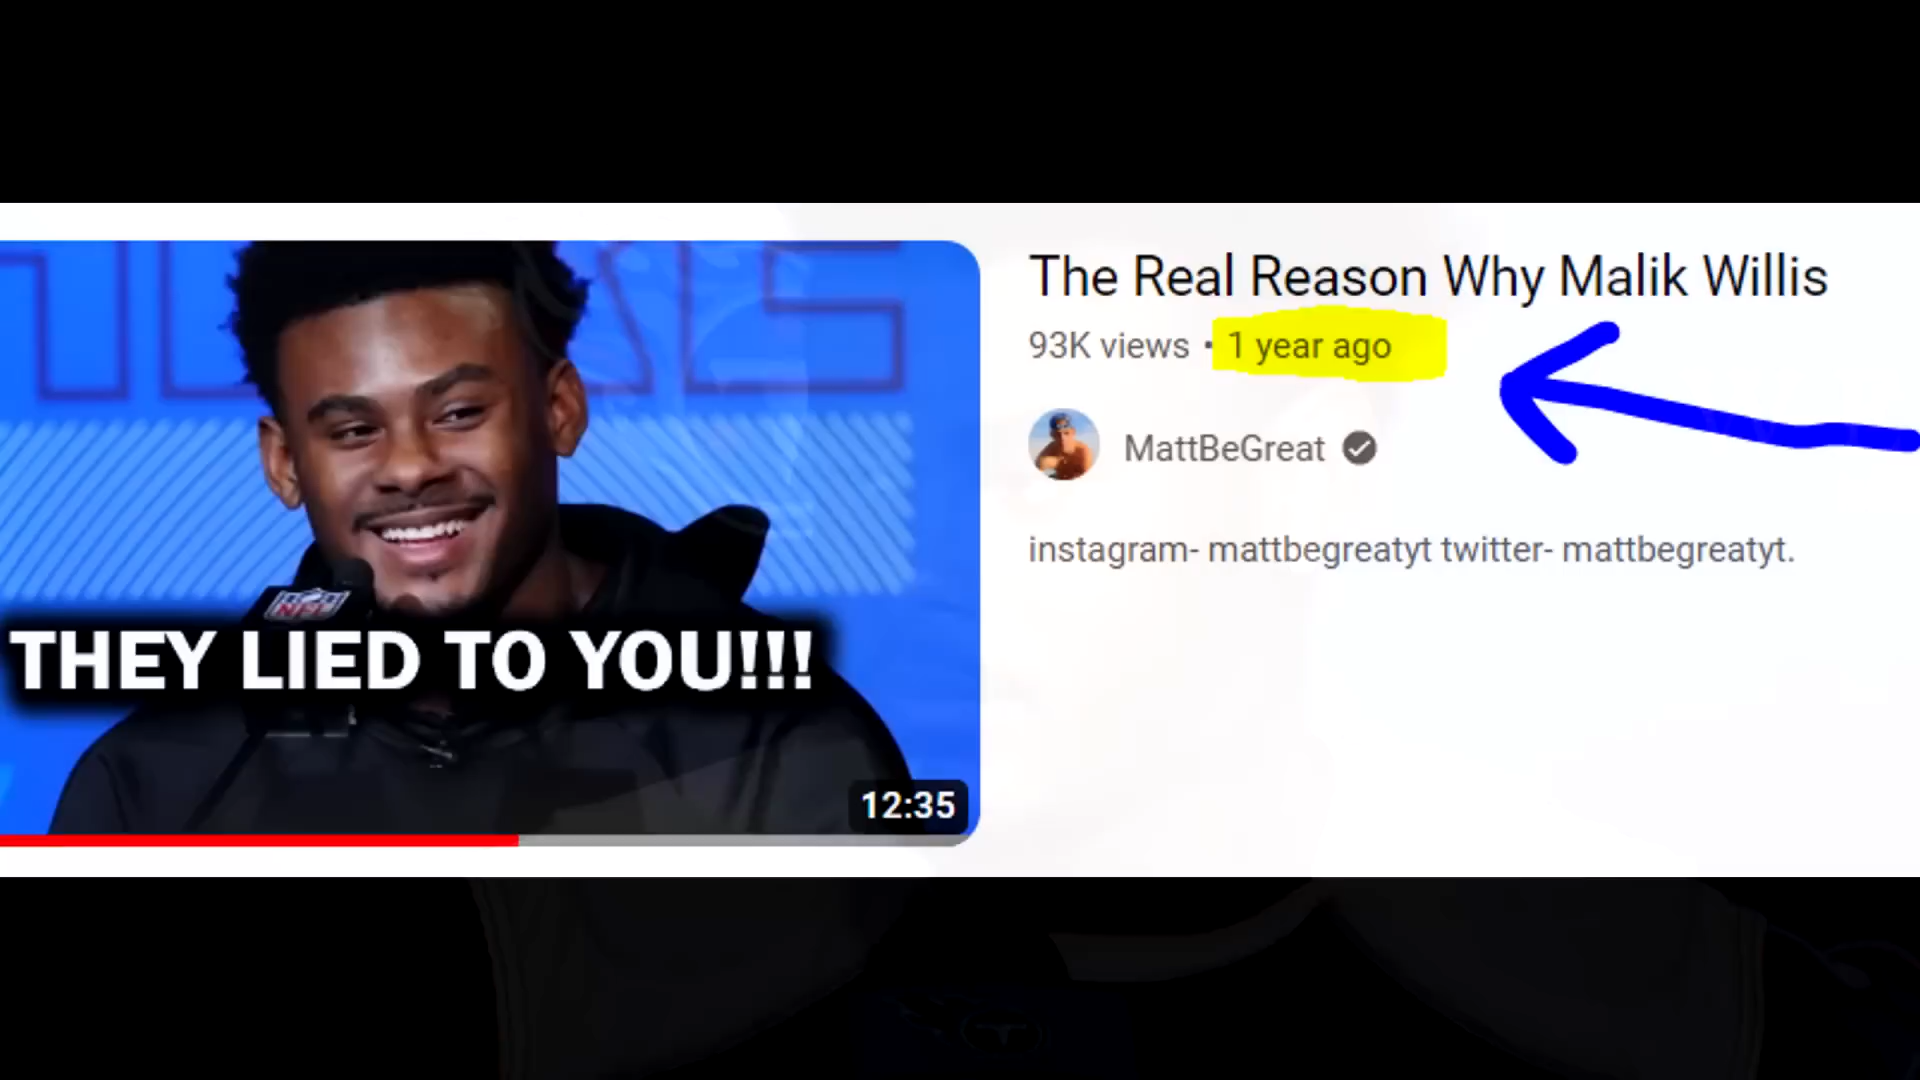 The Real Reason Why Malik Willis
93K views • 1 year ago
MattBeGreat
instagram- mattbegreatyt twitter- mattbegreatyt.
NFL
THEY LIED TO YOU!!!
12:35